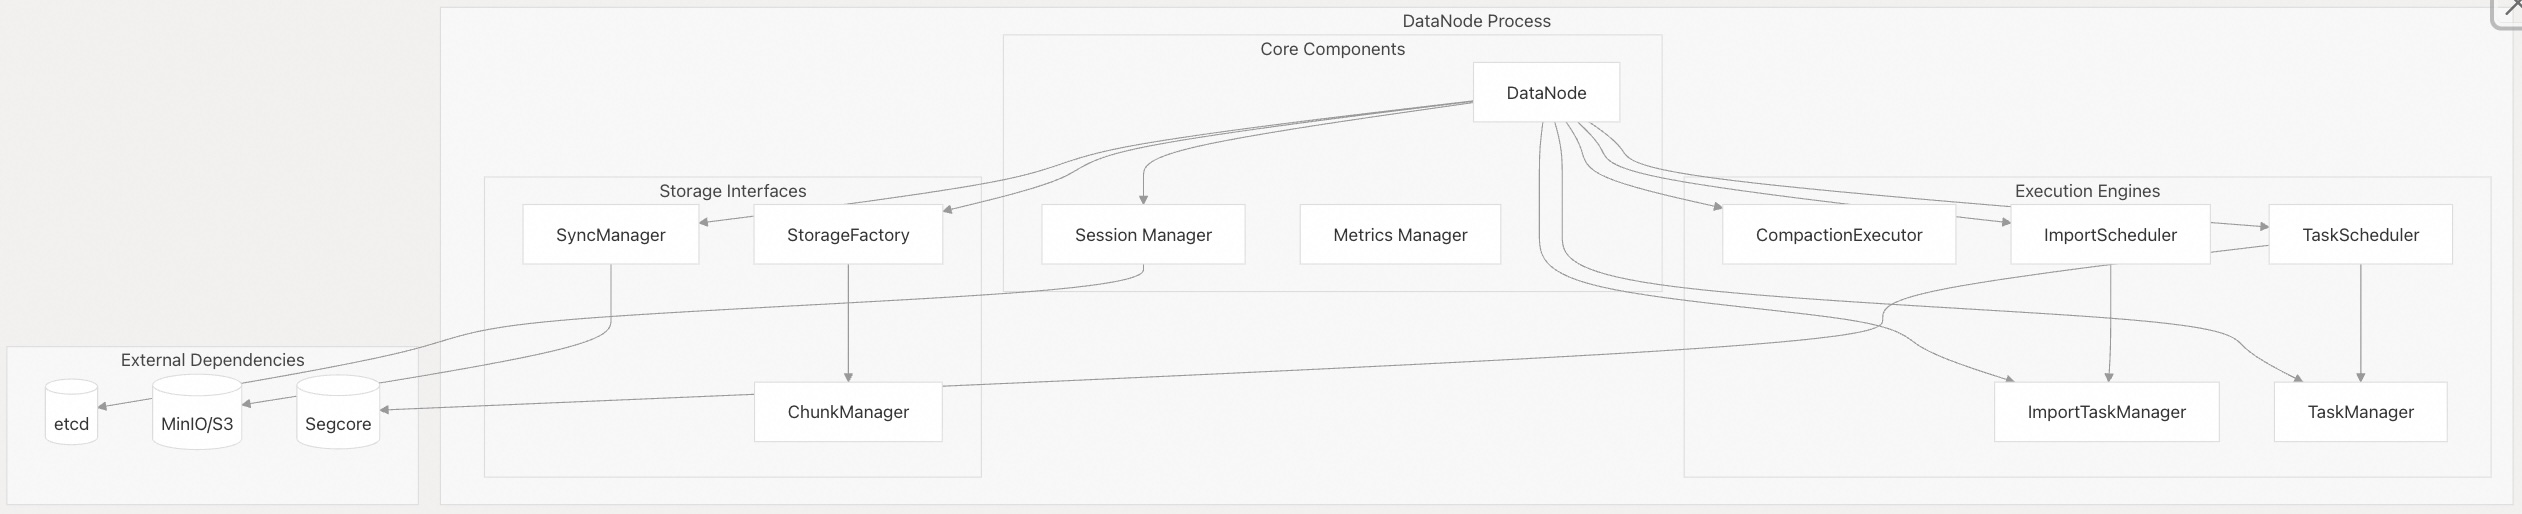 DataNode Process
Core Components
DataNode
Storage Interfaces
Execution Engines
SyncManager
StorageFactory
Session Manager
Metrics Manager
CompactionExecutor
ImportScheduler
TaskScheduler
External Dependencies
etcd
MinIO/S3
Segcore
ChunkManager
ImportTaskManager
TaskManager